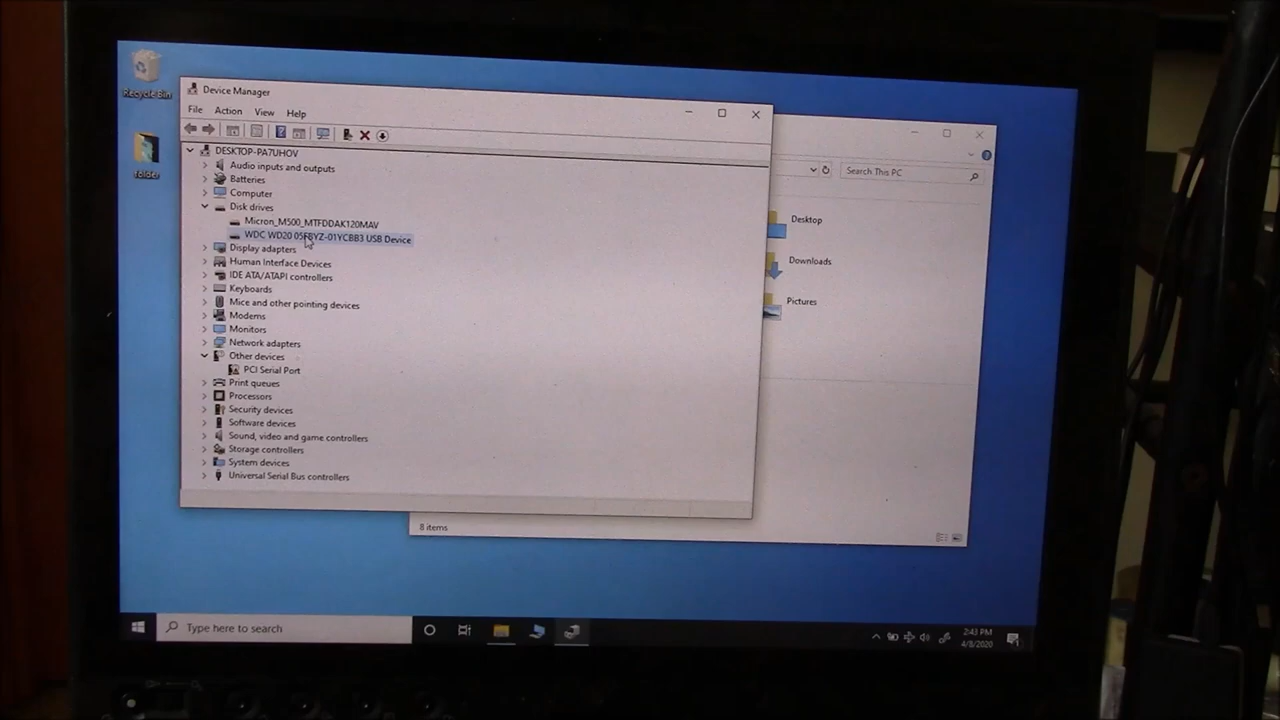 Recycle Bin
folder
Device Manager
File Action View Help
DESKTOP-PA7UHOV
Audio inputs and outputs
Batteries
Computer
Disk drives
Micron_M500_MTFDDAK120MAV
WDC WD20 05FBYZ-01YCBB3 USB Device
Display adapters
Human Interface Devices
IDE ATA/ATAPI controllers
Keyboards
Mice and other pointing devices
Modems
Monitors
Network adapters
Other devices
PCI Serial Port
Print queues
Processors
Security devices
Software devices
Sound, video and game controllers
Storage controllers
System devices
Universal Serial Bus controllers
Search This PC
Desktop
Downloads
Pictures
8 items
Type here to search
2:43 PM
4/8/2020